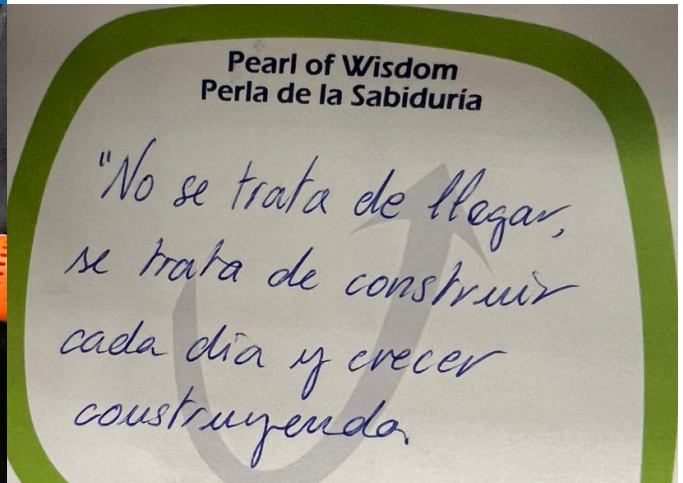 Pearl of Wisdom
Perla de la Sabiduría
"No se trata de llegar,
se trata de construir
cada día y crecer
construyendo